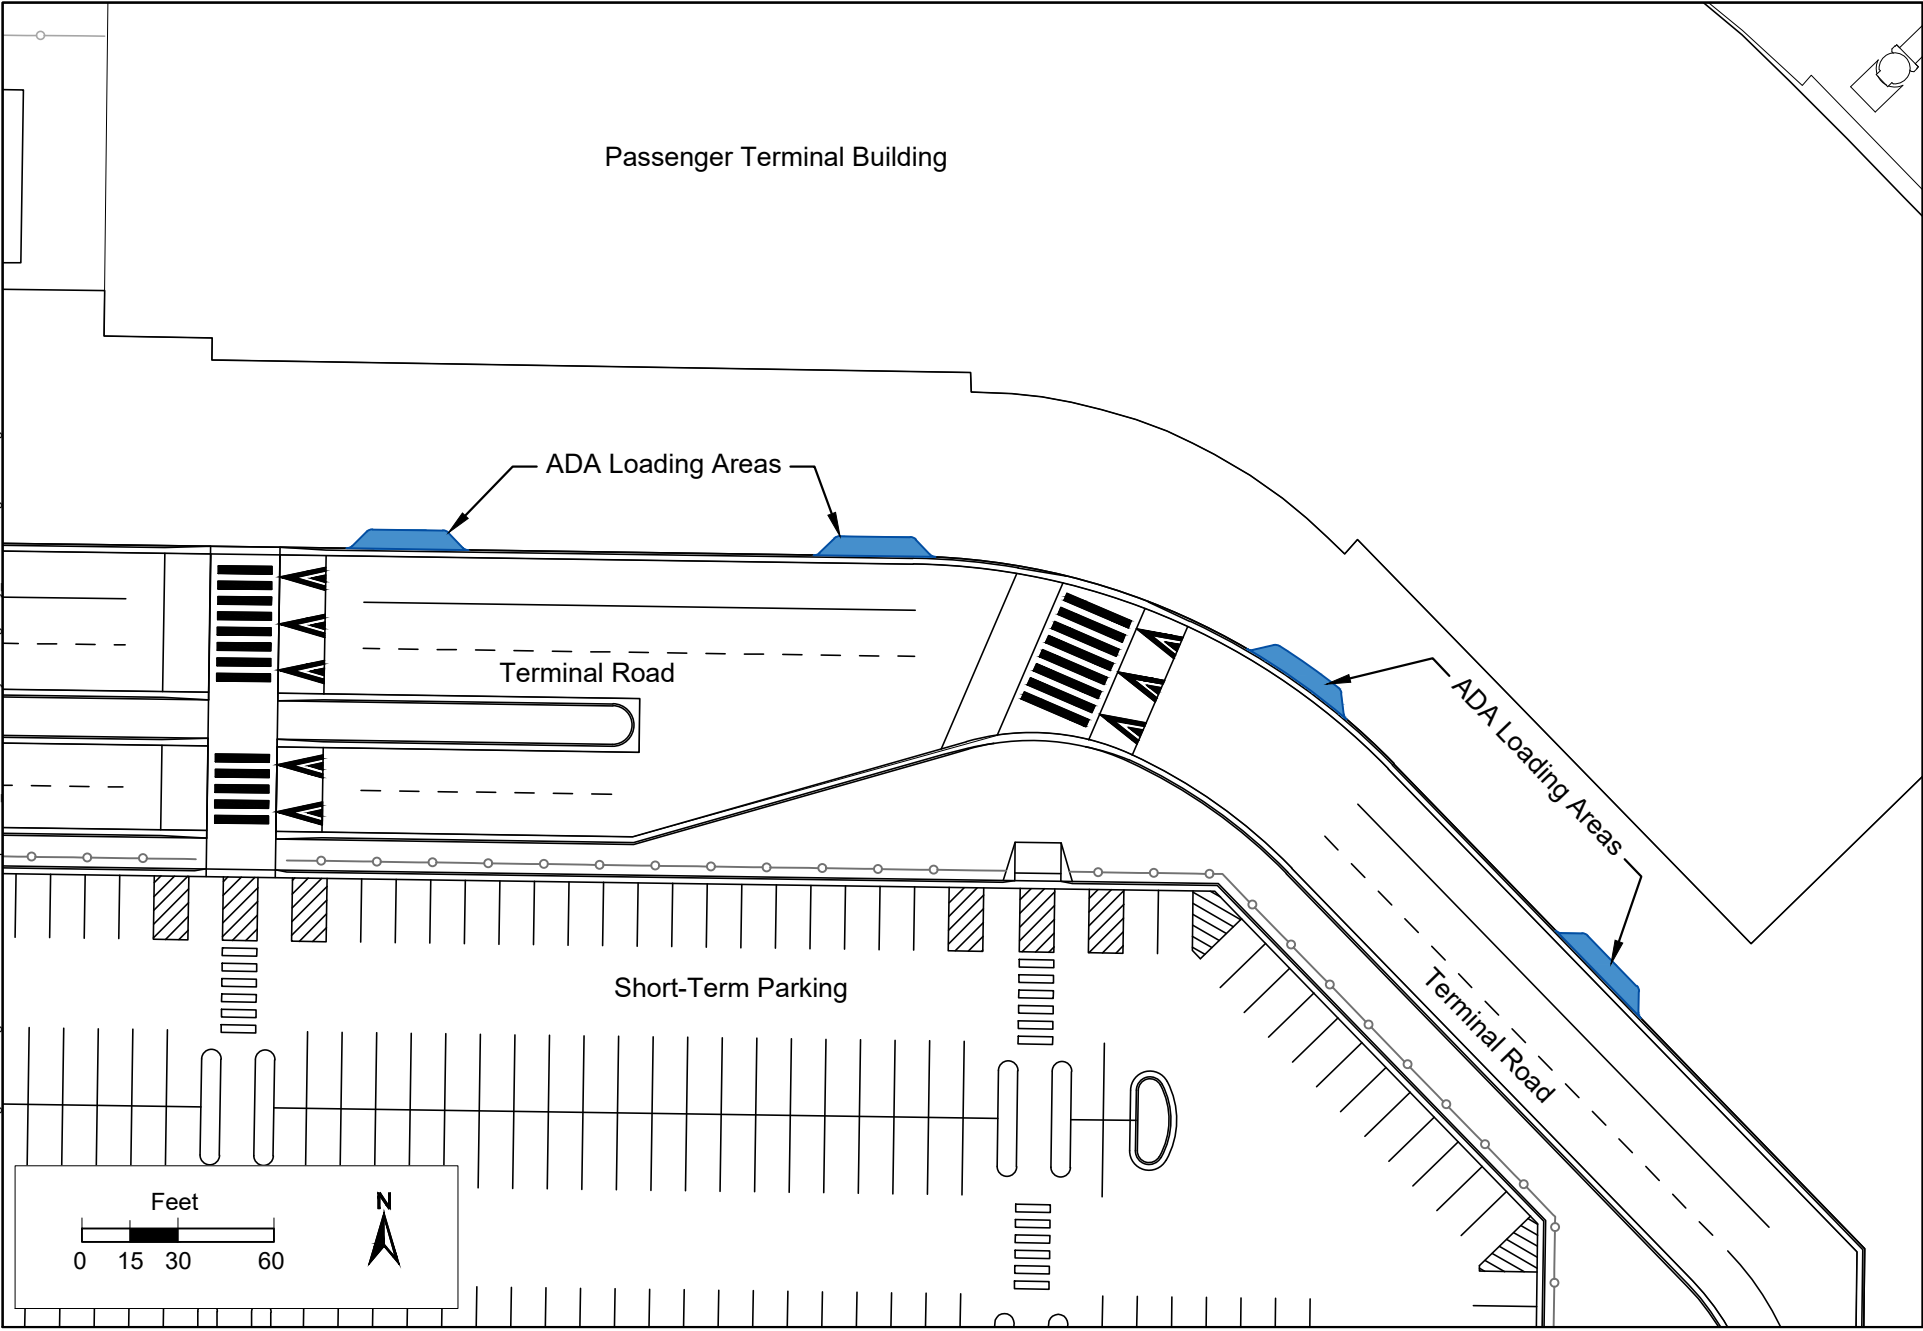 Passenger Terminal Building
ADA Loading Areas
Terminal Road
ADA Loading Areas
Short-Term Parking
Terminal Road
Feet
N
0 15 30 60